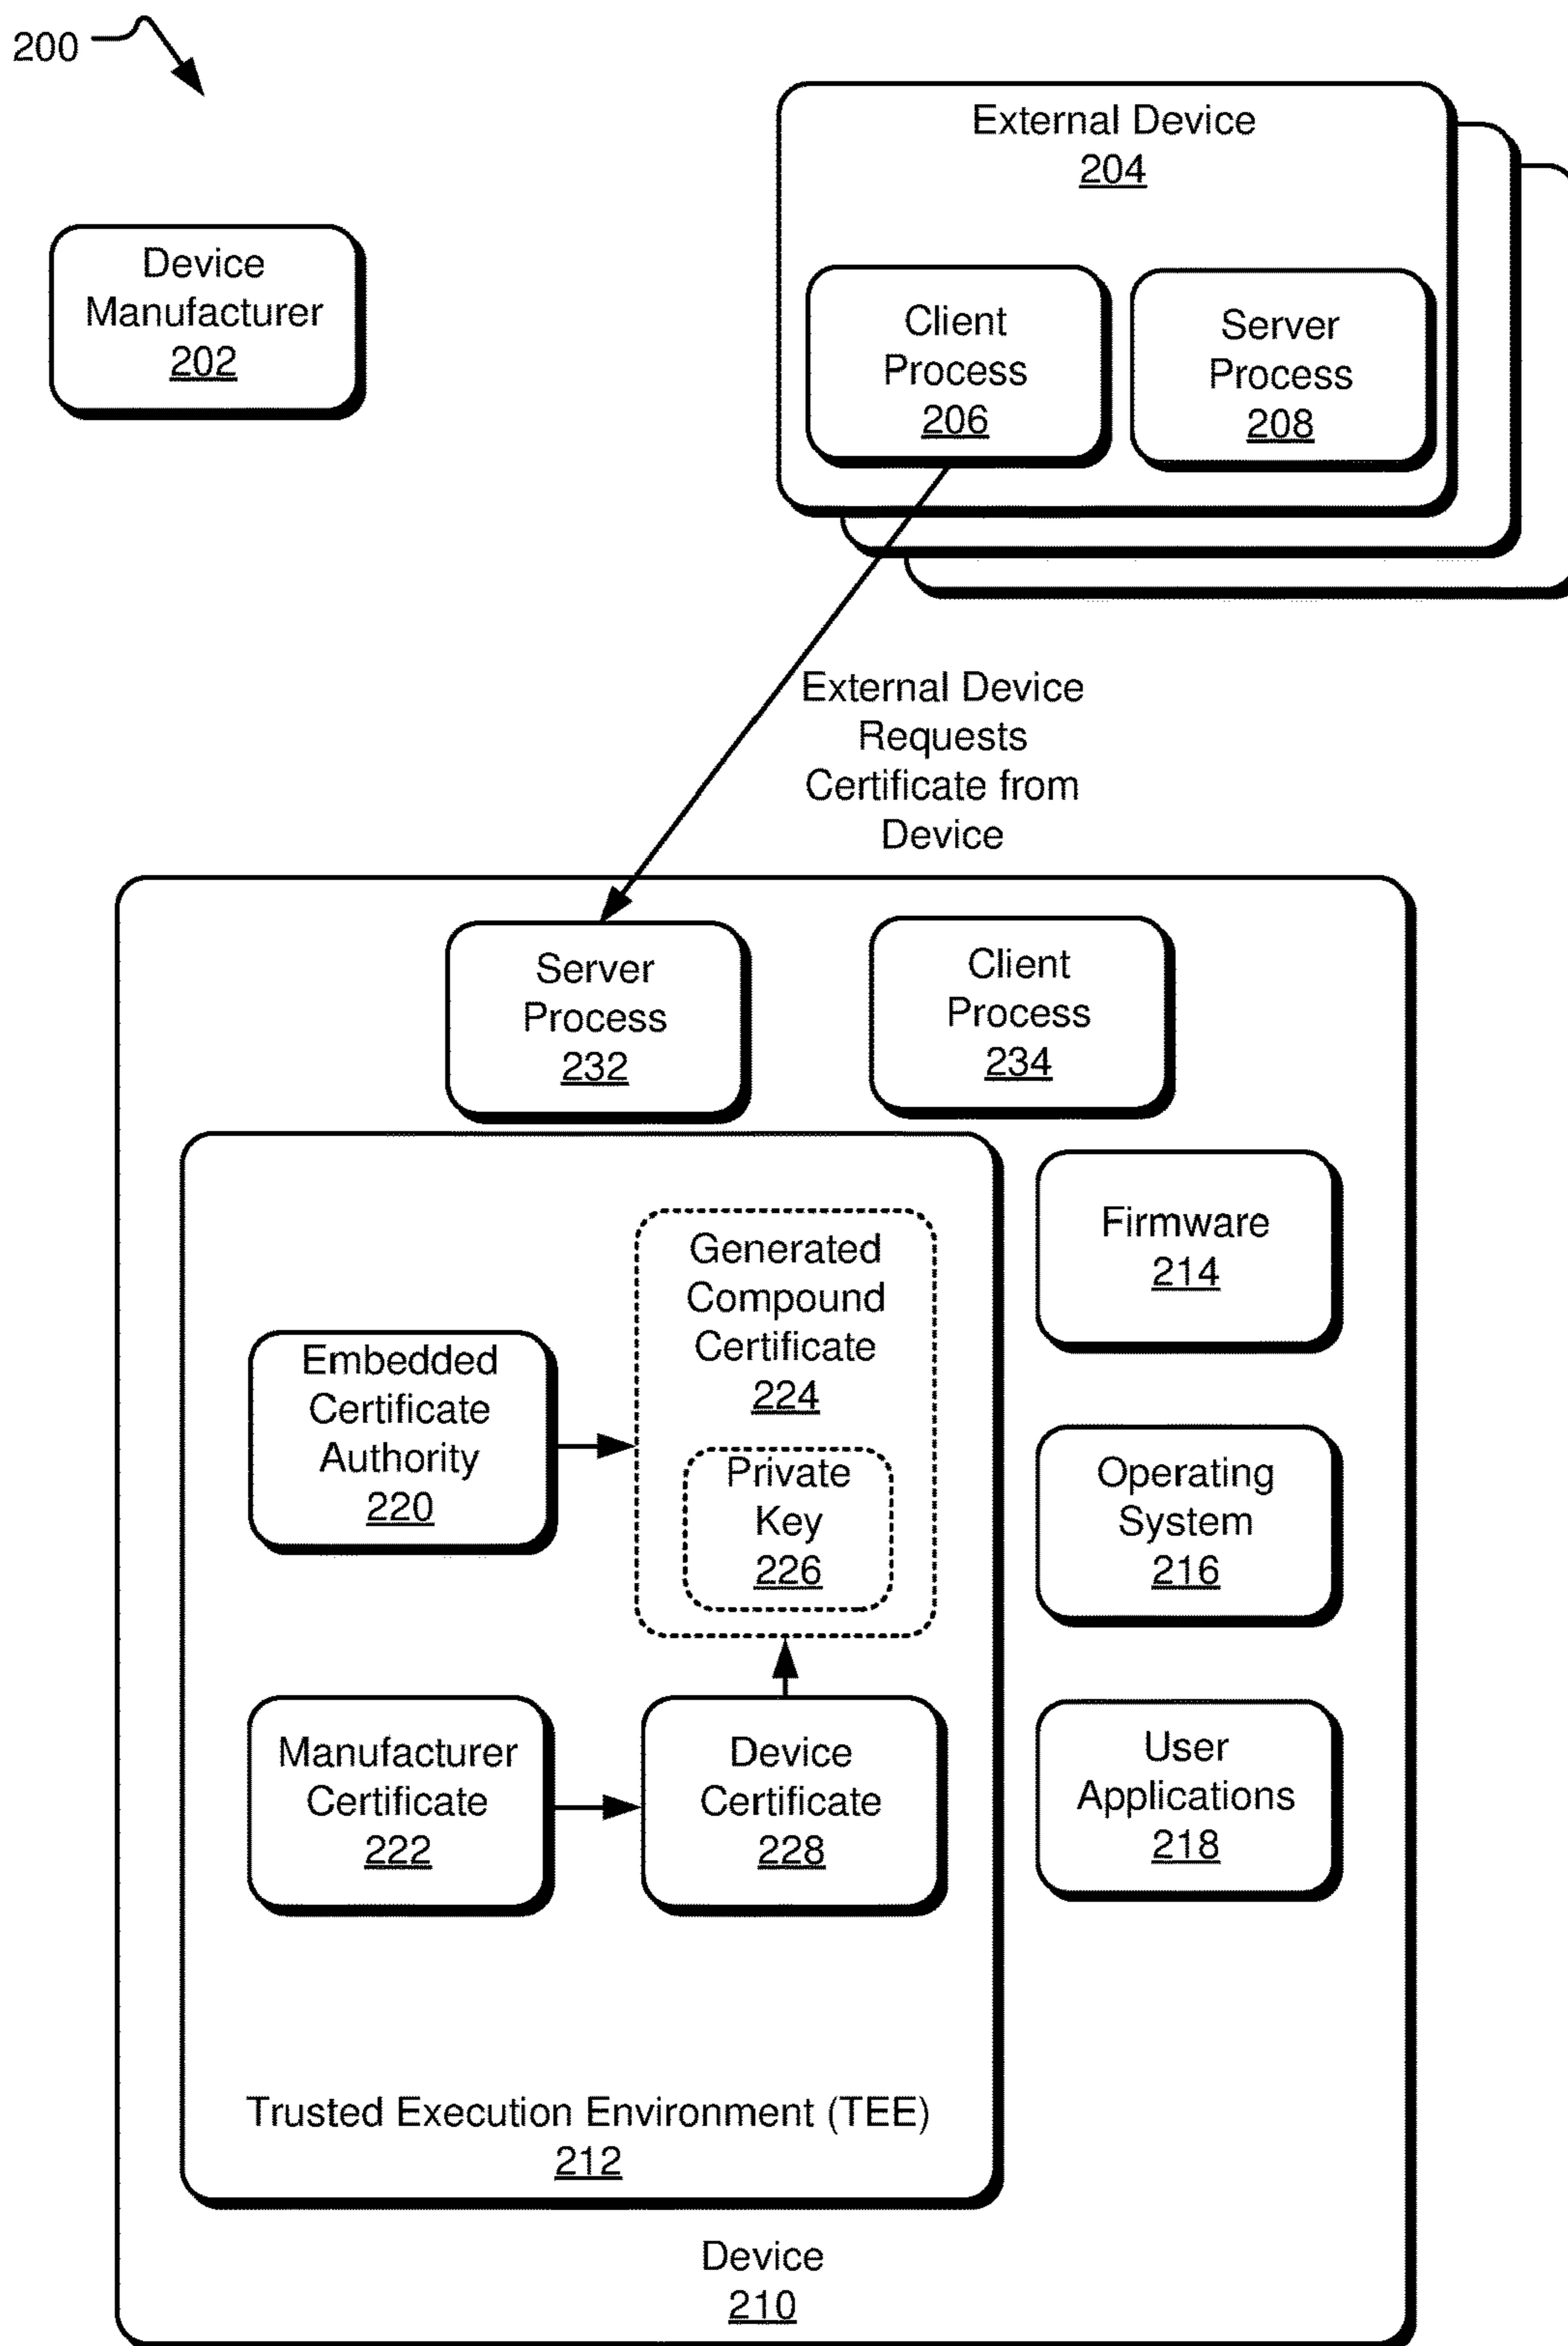 200
External Device
204
Device
Manufacturer
202
Client
Process
206
Server
Process
208
External Device
Requests
Certificate from
Device
Server
Process
232
Client
Process
234
Generated
Compound
Certificate
224
Private
Key
226
Embedded
Certificate
Authority
220
Manufacturer
Certificate
222
Device
Certificate
228
Firmware
214
Operating
System
216
User
Applications
218
Trusted Execution Environment (TEE)
212
Device
210